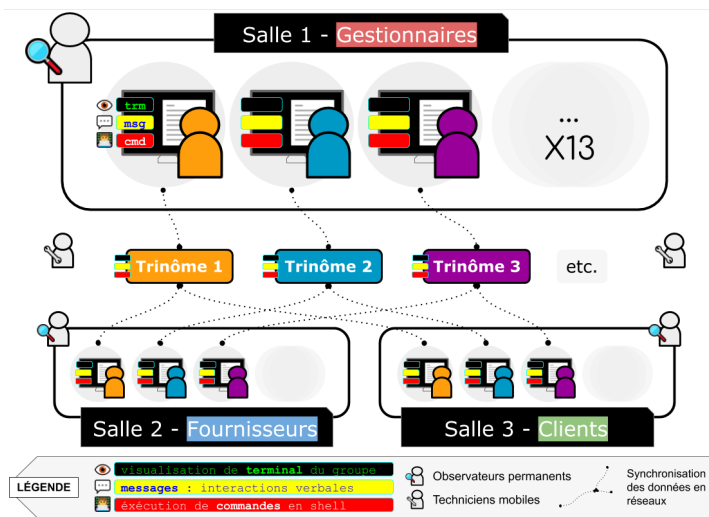 Salle 1 - Gestionnaires
trm
msg
cmd
...
X13
Trinôme 1
Trinôme 2
Trinôme 3
etc.
Salle 2 - Fournisseurs
Salle 3 - Clients
LÉGENDE
visualisation de terminal du groupe
messages : interactions verbales
éxécution de commandes en shell
Observateurs permanents
Techniciens mobiles
Synchronisation
des données en
réseaux